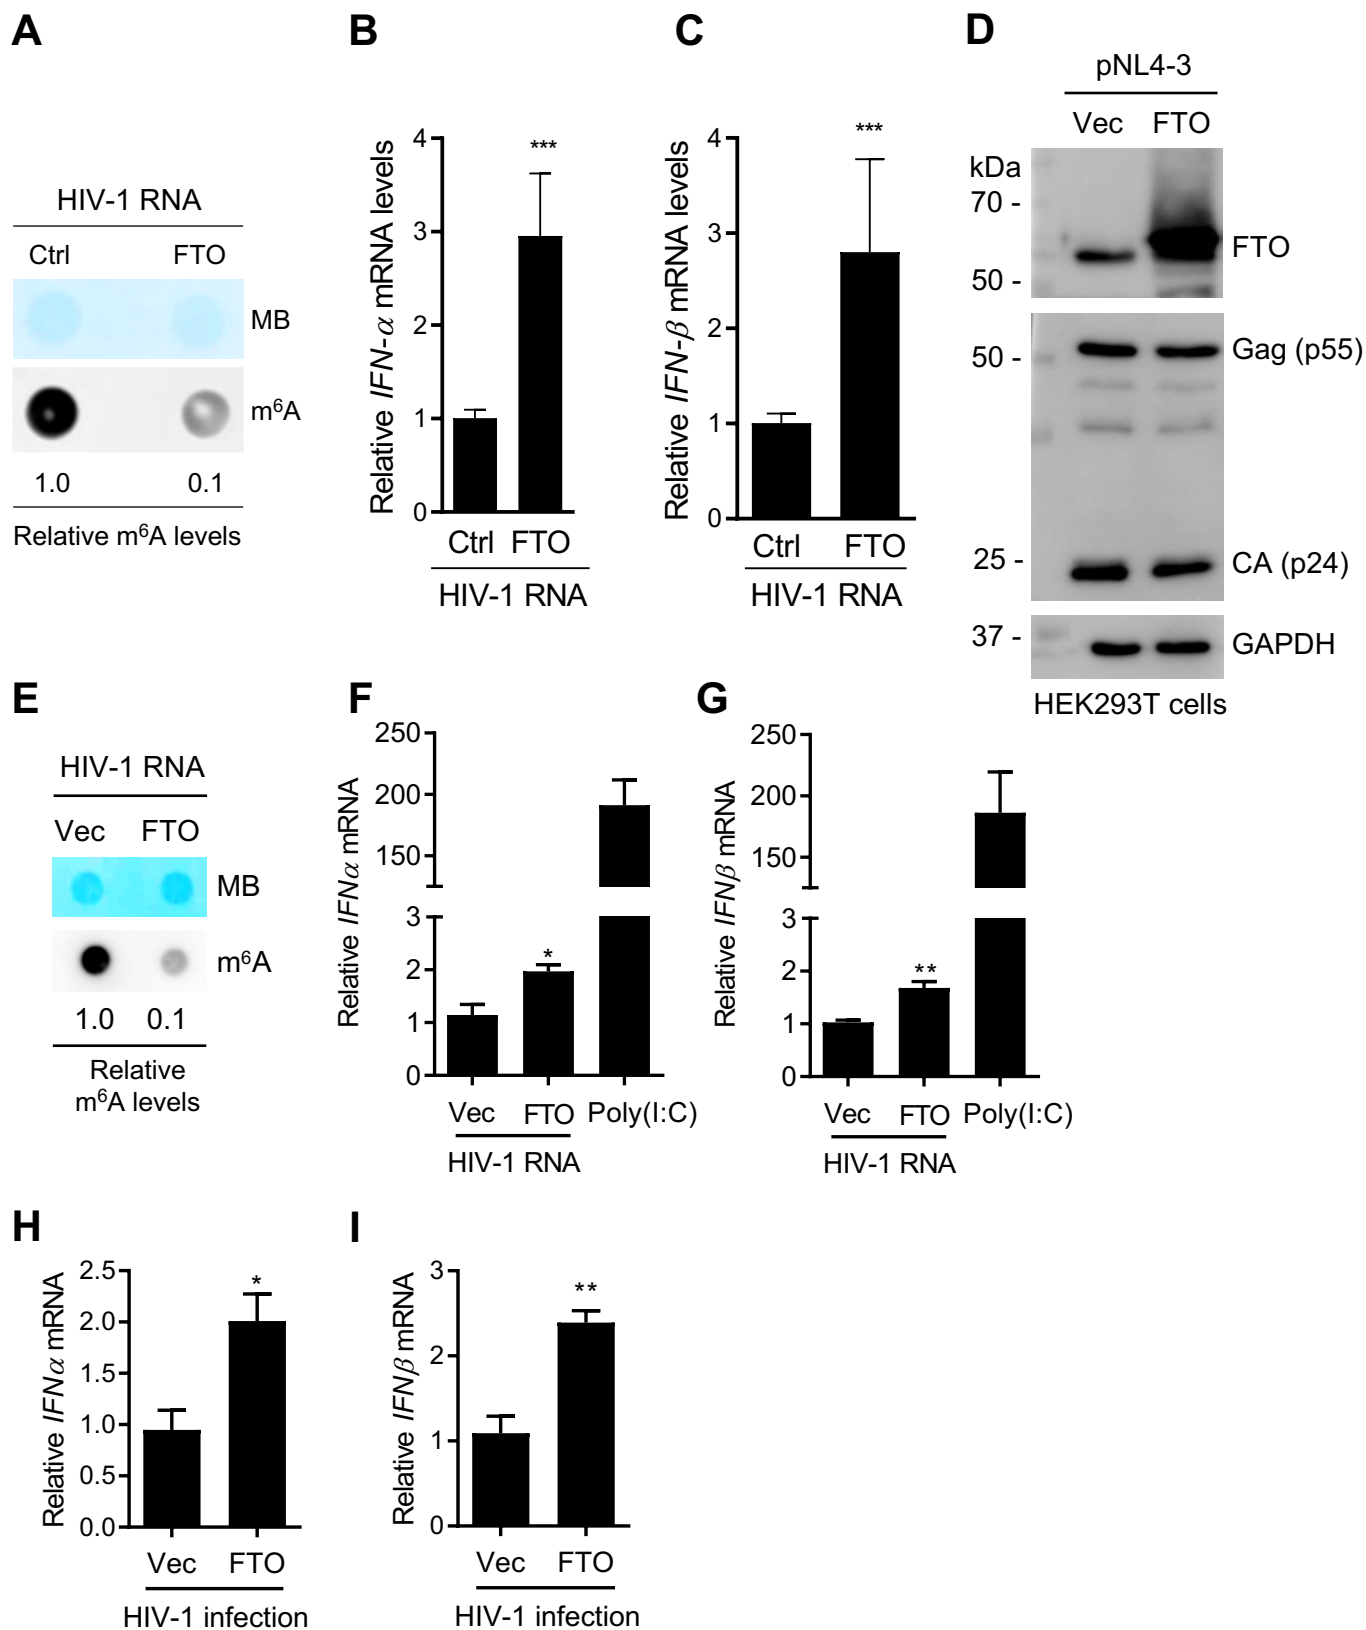 A
HIV-1 RNA
Ctrl FTO
MB
m⁶A
1.0 0.1
Relative m⁶A levels
B
Relative IFN-α mRNA levels
4
3
2
1
0
***
Ctrl FTO
HIV-1 RNA
C
Relative IFN-β mRNA levels
4
3
2
1
0
***
Ctrl FTO
HIV-1 RNA
D
pNL4-3
Vec FTO
kDa
70 -
FTO
50 -
50 -
Gag (p55)
25 -
CA (p24)
37 -
GAPDH
HEK293T cells
E
HIV-1 RNA
Vec FTO
MB
m⁶A
1.0 0.1
Relative
m⁶A levels
F
Relative IFNα mRNA
250
200
150
3
2
1
0
*
Vec FTO Poly(I:C)
HIV-1 RNA
G
Relative IFNβ mRNA
250
200
150
3
2
1
0
**
Vec FTO Poly(I:C)
HIV-1 RNA
H
Relative IFNα mRNA
2.5
2.0
1.5
1.0
0.5
0.0
*
Vec FTO
HIV-1 infection
I
Relative IFNβ mRNA
3
2
1
0
**
Vec FTO
HIV-1 infection